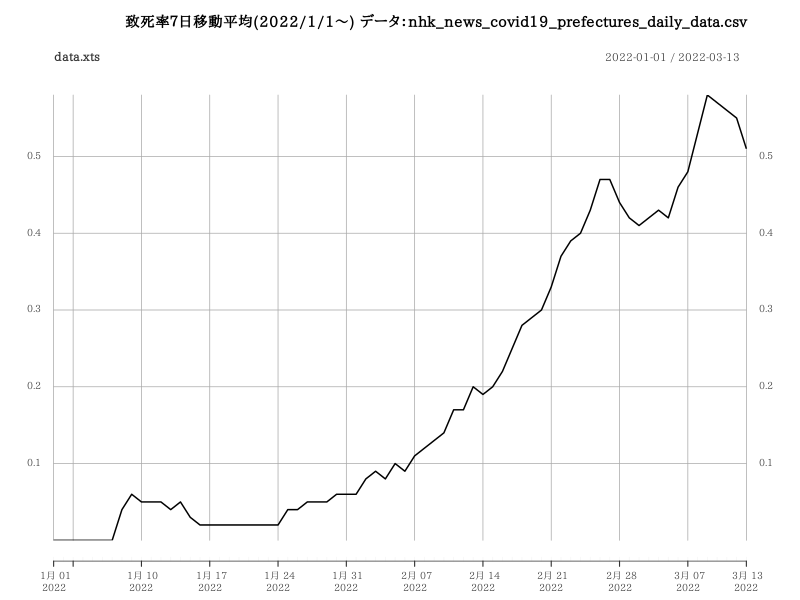 致死率7日移動平均(2022/1/1〜) データ:nhk_news_covid19_prefectures_daily_data.csv
data.xts 2022-01-01 / 2022-03-13
0.5 0.5
0.4 0.4
0.3 0.3
0.2 0.2
0.1 0.1
1月 01 1月 10 1月 17 1月 24 1月 31 2月 07 2月 14 2月 21 2月 28 3月 07 3月 13
2022 2022 2022 2022 2022 2022 2022 2022 2022 2022 2022